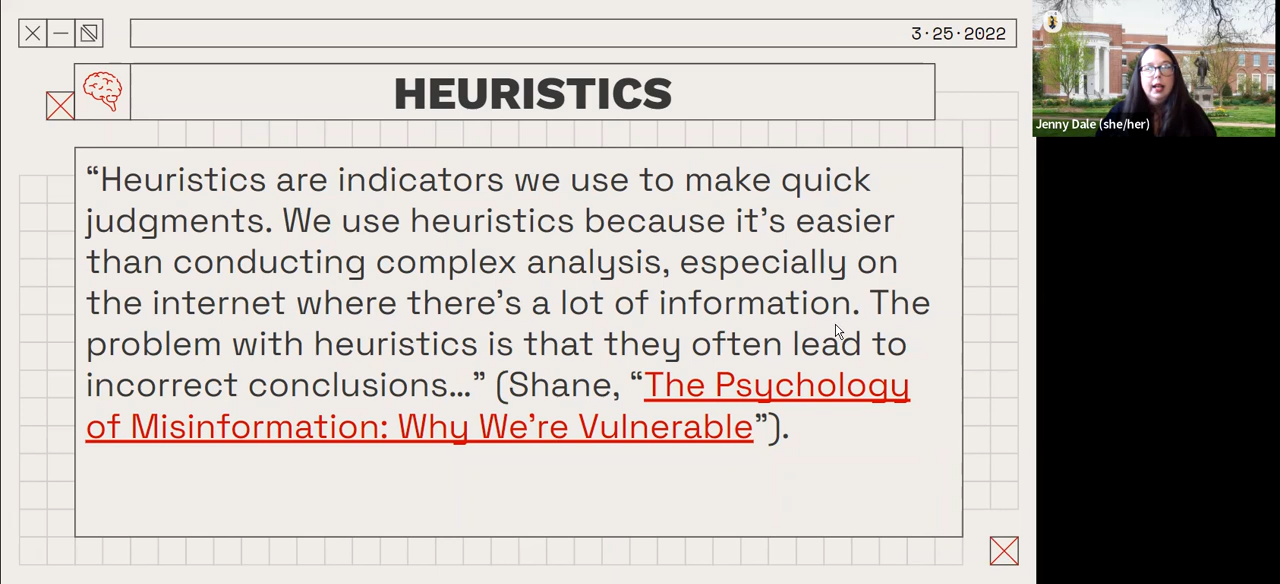 3·25·2022
HEURISTICS
“Heuristics are indicators we use to make quick
judgments. We use heuristics because it’s easier
than conducting complex analysis, especially on
the internet where there’s a lot of information. The
problem with heuristics is that they often lead to
incorrect conclusions…” (Shane, “The Psychology
of Misinformation: Why We’re Vulnerable”).
Jenny Dale (she/her)